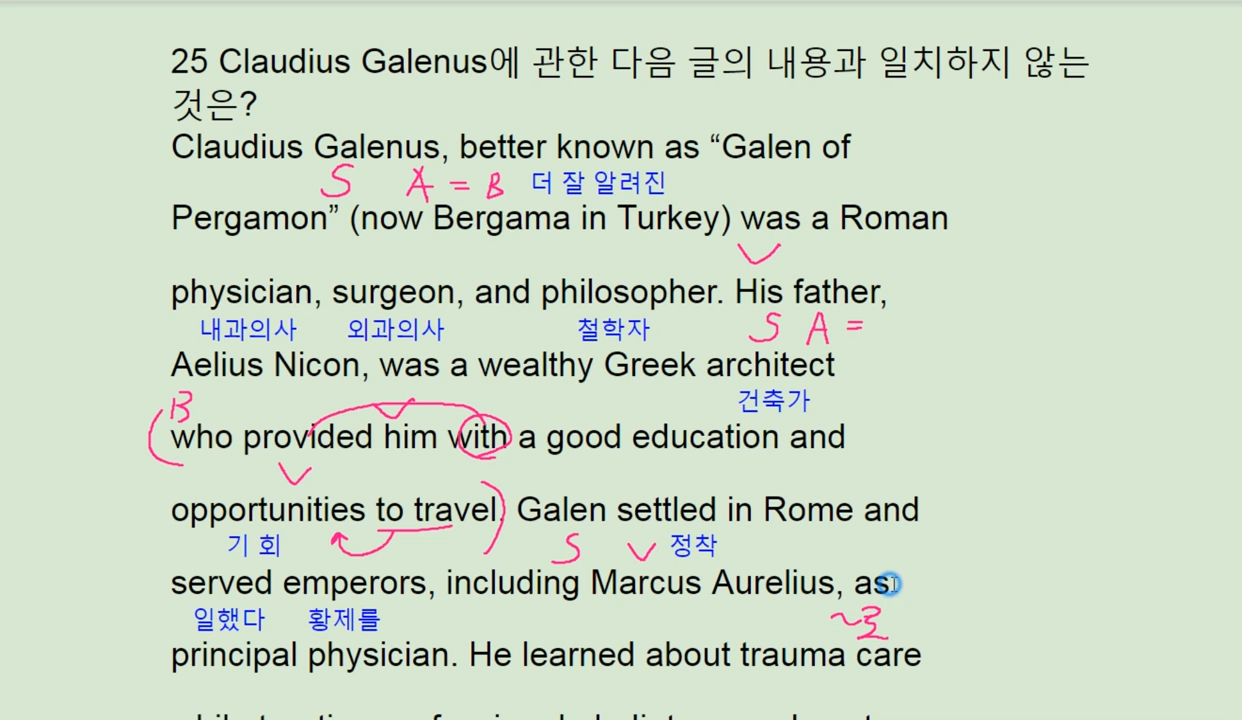 25 Claudius Galenus에 관한 다음 글의 내용과 일치하지 않는
것은?
Claudius Galenus, better known as “Galen of
S A = B 더 잘 알려진
Pergamon” (now Bergama in Turkey) was a Roman
V
physician, surgeon, and philosopher. His father,
내과의사 외과의사 철학자 S A =
Aelius Nicon, was a wealthy Greek architect
B V 건축가
who provided him with a good education and
V
opportunities to travel. Galen settled in Rome and
기 회 S V 정착
served emperors, including Marcus Aurelius, as
일했다 황제를 ~로
principal physician. He learned about trauma care